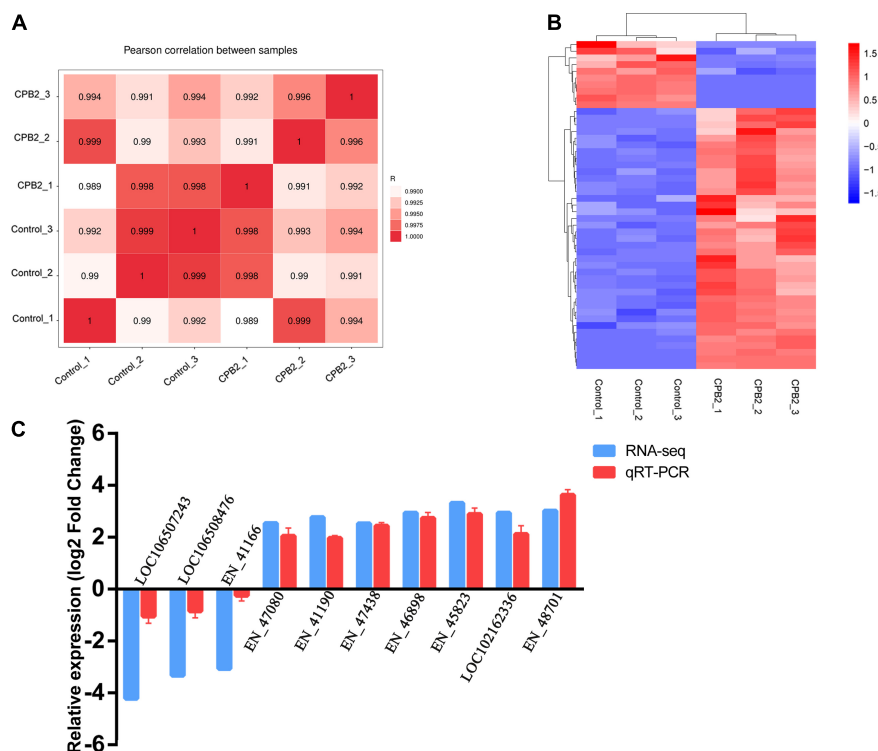 A
Pearson correlation between samples
CPB2_3
0.994 0.991 0.994 0.992 0.996 1
CPB2_2
0.999 0.99 0.993 0.991 1 0.996
CPB2_1
0.989 0.998 0.998 1 0.991 0.992
Control_3
0.992 0.999 1 0.998 0.993 0.994
Control_2
0.99 1 0.999 0.998 0.99 0.991
Control_1
1 0.99 0.992 0.989 0.999 0.994
Control_1 Control_2 Control_3 CPB2_1 CPB2_2 CPB2_3
R
0.9900
0.9925
0.9950
0.9975
1.0000
B
1.5
1
0.5
0
−0.5
−1
−1.
Control_1 Control_2 Control_3 CPB2_1 CPB2_2 CPB2_3
C
Relative expression (log2 Fold Change)
6
4
2
0
-2
-4
-6
LOC106507243
LOC106508476
EN_41166
EN_47080
EN_41190
EN_47438
EN_46898
EN_45823
LOC102162336
EN_48701
RNA-seq
qRT-PCR